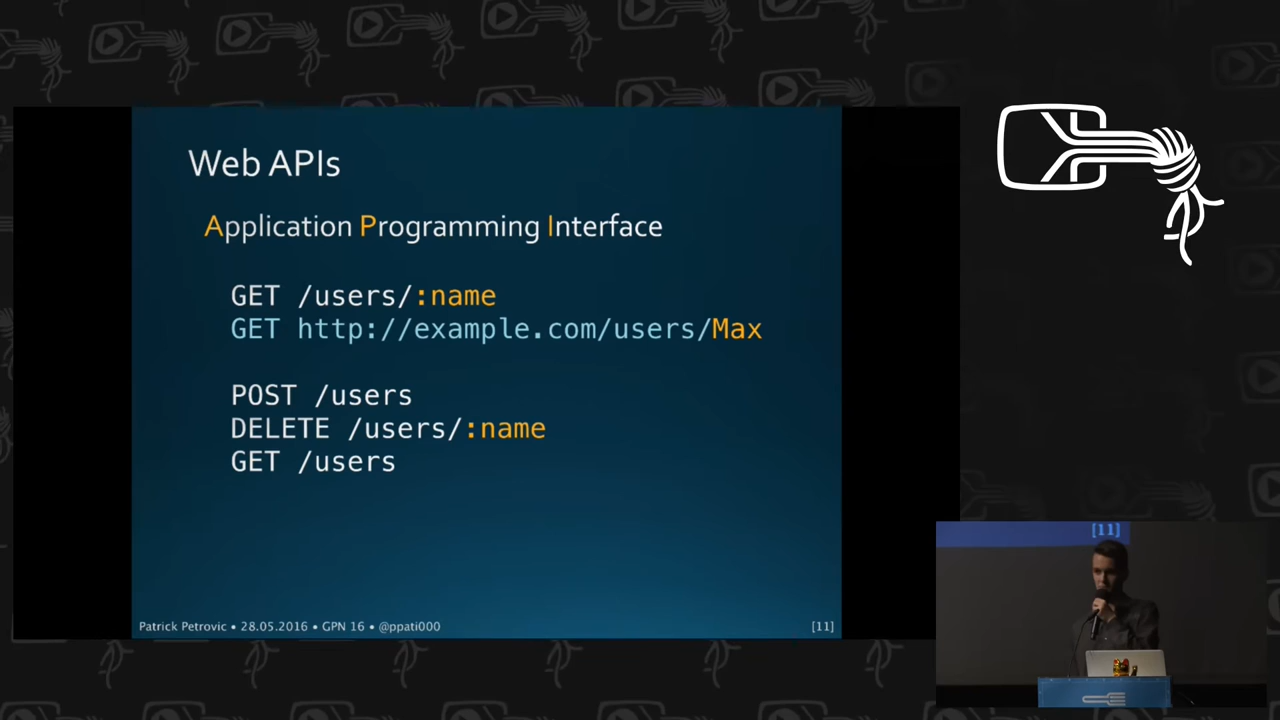 Web APIs
Application Programming Interface
GET /users/:name
GET http://example.com/users/Max
POST /users
DELETE /users/:name
GET /users
Patrick Petrovic • 28.05.2016 • GPN 16 • @ppati000
[11]
[11]